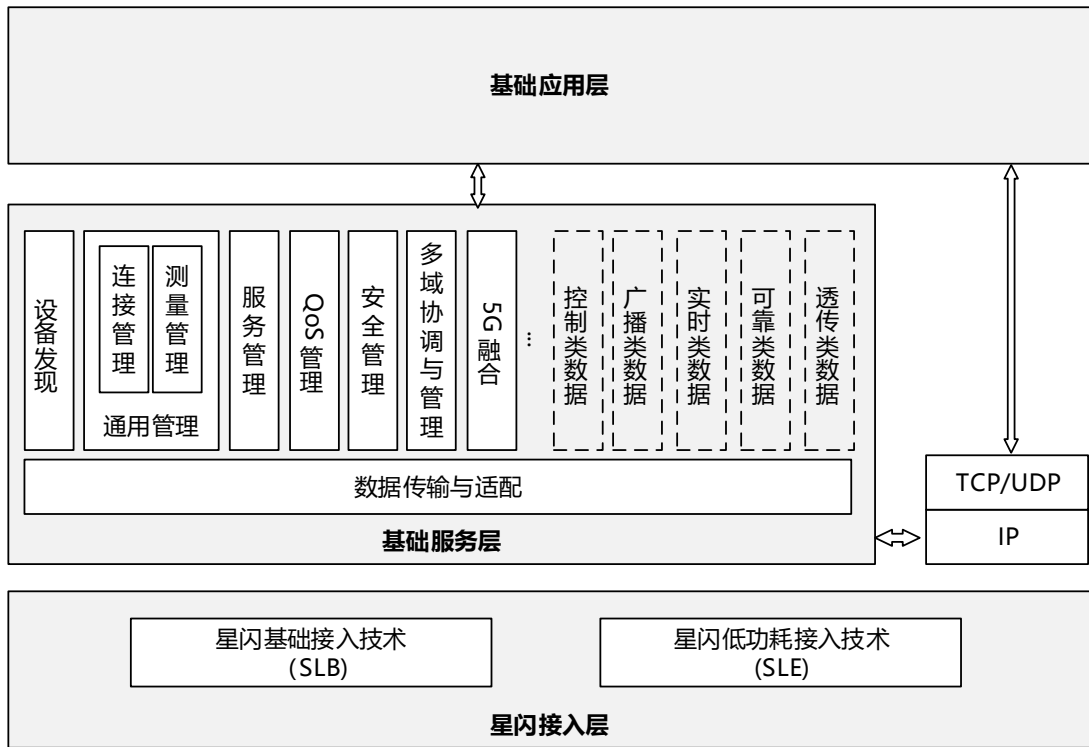 基础应用层
设备发现
连接管理
测量管理
通用管理
服务管理
QoS管理
安全管理
多域协调与管理
5G融合
...
控制类数据
广播类数据
实时类数据
可靠类数据
透传类数据
数据传输与适配
基础服务层
TCP/UDP
IP
星闪基础接入技术
(SLB)
星闪低功耗接入技术
(SLE)
星闪接入层